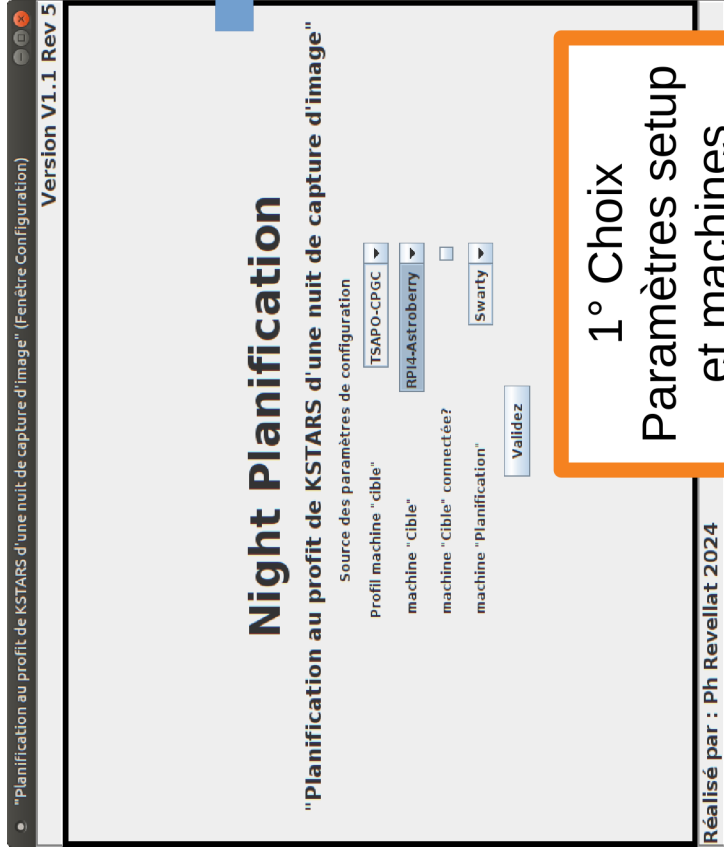 "Planification au profit de KSTARS d'une nuit de capture d'image" (Fenêtre Configuration)
Version V1.1 Rev 5
Night Planification
"Planification au profit de KSTARS d'une nuit de capture d'image"
Source des paramètres de configuration
Profil machine "cible" TSAPO-CPGC
machine "Cible" RPI4-Astroberry
machine "Cible" connectée?
machine "Planification" Swarty
Validez
1° Choix
Paramètres setup
et machines
Réalisé par : Ph Revellat 2024